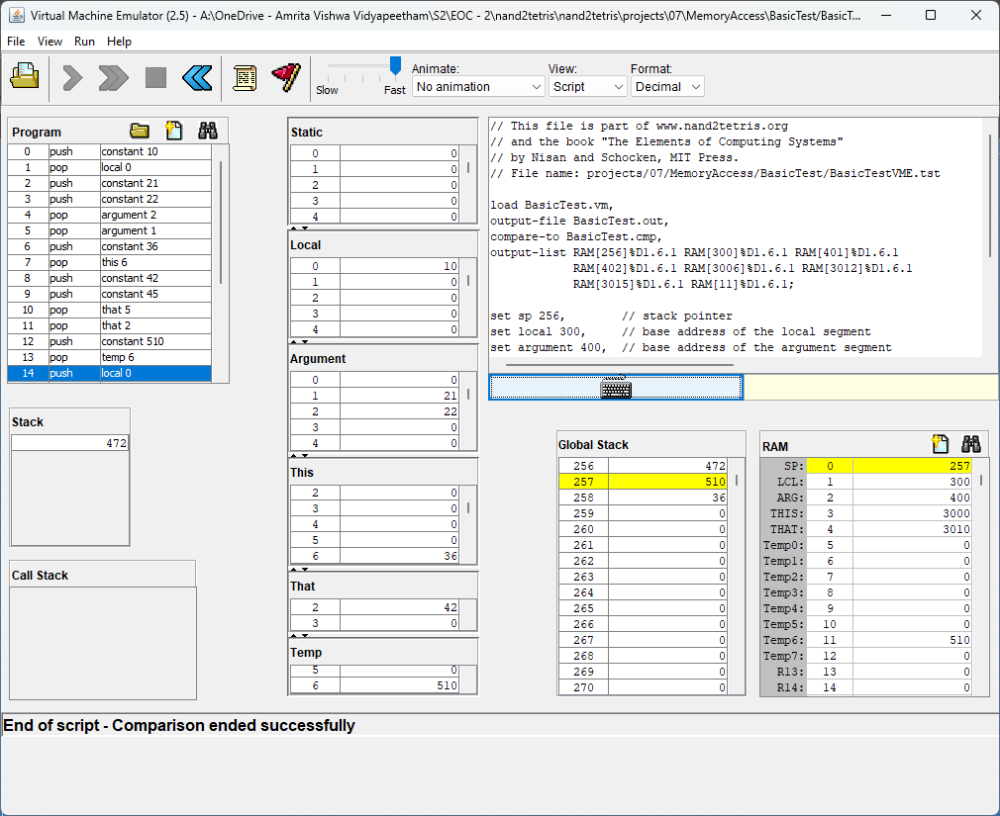 Virtual Machine Emulator (2.5) - A:\OneDrive - Amrita Vishwa Vidyapeetham\S2\EOC - 2\nand2tetris\nand2tetris\projects\07\MemoryAccess\BasicTest/BasicT...
File View Run Help
Slow Fast
Animate: View: Format:
No animation Script Decimal
Program
0 push constant 10
1 pop local 0
2 push constant 21
3 push constant 22
4 pop argument 2
5 pop argument 1
6 push constant 36
7 pop this 6
8 push constant 42
9 push constant 45
10 pop that 5
11 pop that 2
12 push constant 510
13 pop temp 6
14 push local 0
Stack
472
Call Stack
Static
0 0
1 0
2 0
3 0
4 0
Local
0 10
1 0
2 0
3 0
4 0
Argument
0 0
1 21
2 22
3 0
4 0
This
2 0
3 0
4 0
5 0
6 36
That
2 42
3 0
Temp
5 0
6 510
// This file is part of www.nand2tetris.org
// and the book "The Elements of Computing Systems"
// by Nisan and Schocken, MIT Press.
// File name: projects/07/MemoryAccess/BasicTest/BasicTestVME.tst
load BasicTest.vm,
output-file BasicTest.out,
compare-to BasicTest.cmp,
output-list RAM[256]%D1.6.1 RAM[300]%D1.6.1 RAM[401]%D1.6.1
RAM[402]%D1.6.1 RAM[3006]%D1.6.1 RAM[3012]%D1.6.1
RAM[3015]%D1.6.1 RAM[11]%D1.6.1;
set sp 256, // stack pointer
set local 300, // base address of the local segment
set argument 400, // base address of the argument segment
Global Stack
256 472
257 510
258 36
259 0
260 0
261 0
262 0
263 0
264 0
265 0
266 0
267 0
268 0
269 0
270 0
RAM
SP: 0 257
LCL: 1 300
ARG: 2 400
THIS: 3 3000
THAT: 4 3010
Temp0: 5 0
Temp1: 6 0
Temp2: 7 0
Temp3: 8 0
Temp4: 9 0
Temp5: 10 0
Temp6: 11 510
Temp7: 12 0
R13: 13 0
R14: 14 0
End of script - Comparison ended successfully